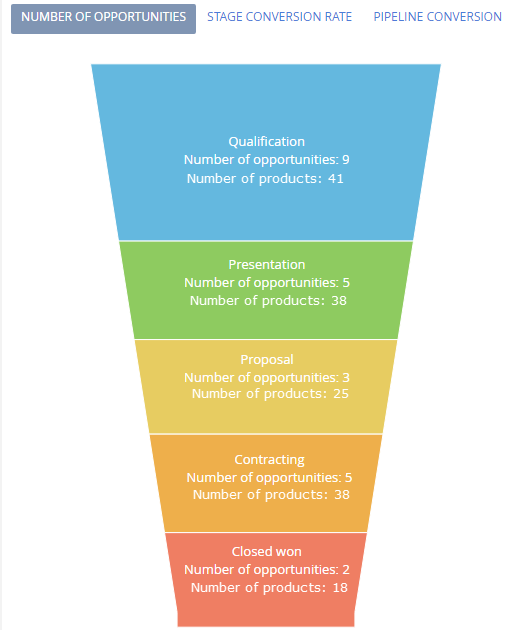 NUMBER OF OPPORTUNITIES STAGE CONVERSION RATE PIPELINE CONVERSION
Qualification
Number of opportunities: 9
Number of products: 41
Presentation
Number of opportunities: 5
Number of products: 38
Proposal
Number of opportunities: 3
Number of products: 25
Contracting
Number of opportunities: 5
Number of products: 38
Closed won
Number of opportunities: 2
Number of products: 18